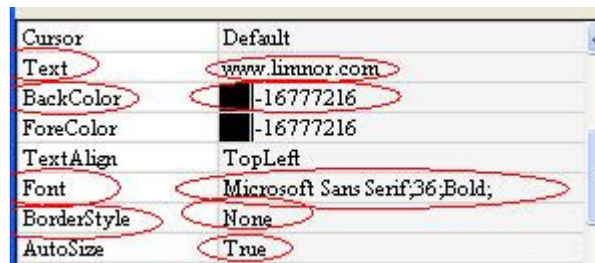 Cursor Default
Text www.limnor.com
BackColor -16777216
ForeColor -16777216
TextAlign TopLeft
Font Microsoft Sans Serif;36;Bold;
BorderStyle None
AutoSize True